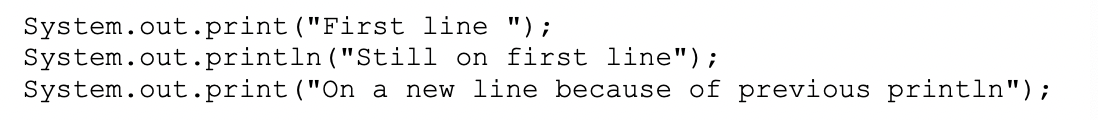 System.out.print("First line ");
System.out.println("Still on first line");
System.out.print("On a new line because of previous println");